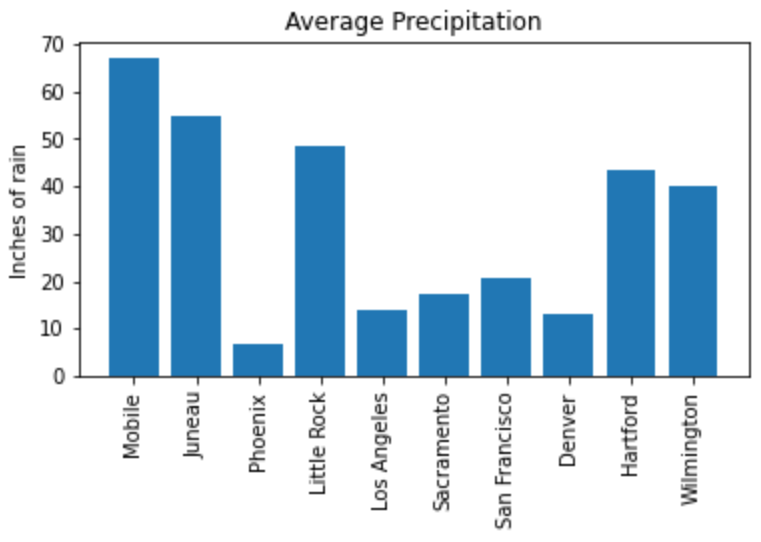 Average Precipitation
Inches of rain
70
60
50
40
30
20
10
0
Mobile
Juneau
Phoenix
Little Rock
Los Angeles
Sacramento
San Francisco
Denver
Hartford
Wilmington